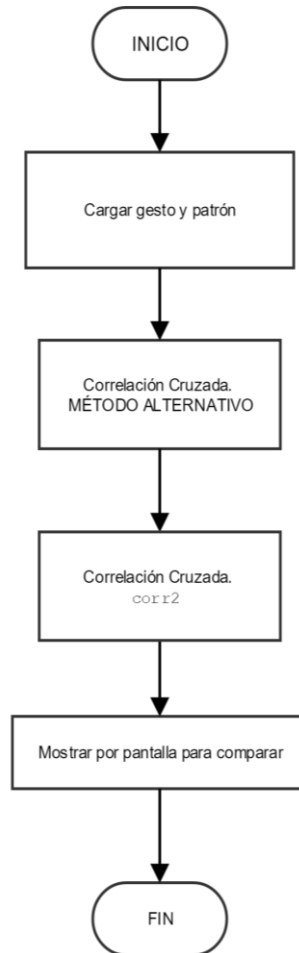 INICIO
Cargar gesto y patrón
Correlación Cruzada.
MÉTODO ALTERNATIVO
Correlación Cruzada.
corr2
Mostrar por pantalla para comparar
FIN